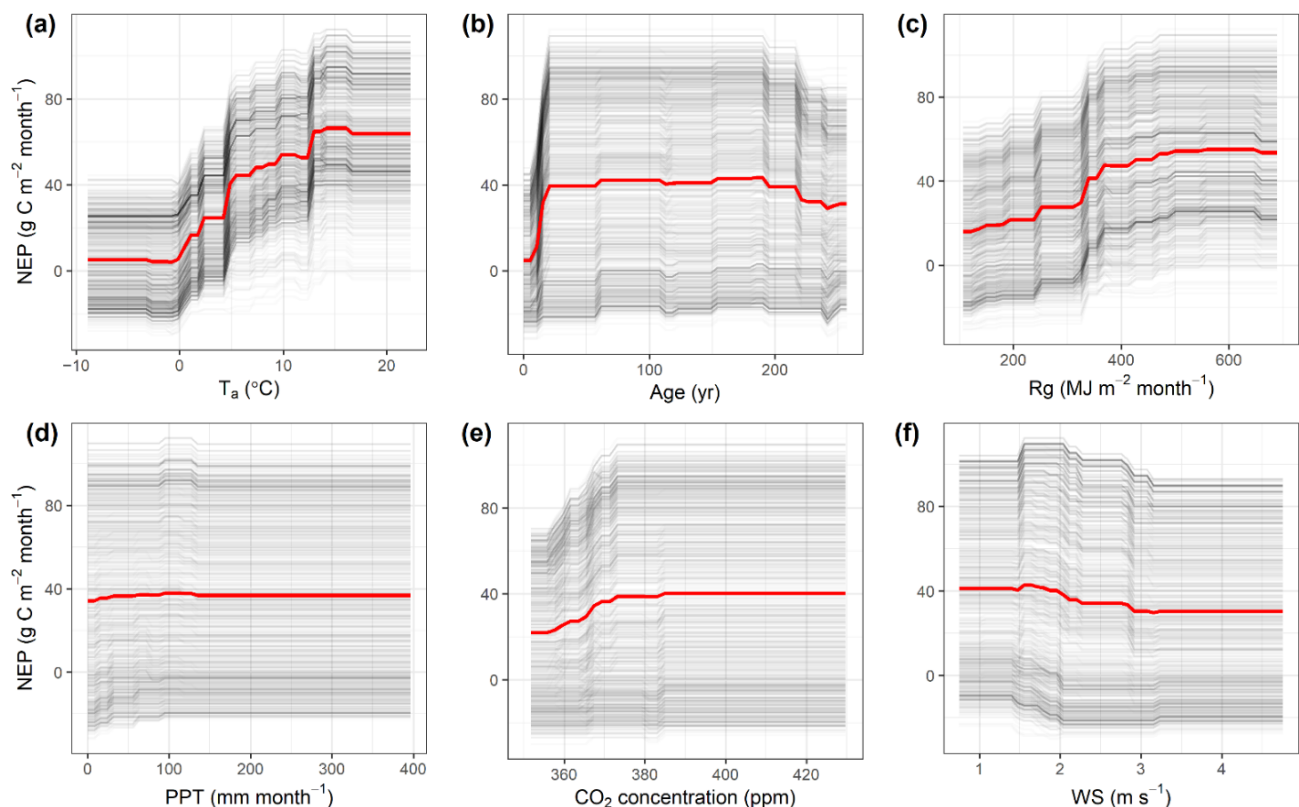 (a)
NEP (g C m⁻² month⁻¹)
80
40
0
−10 0 10 20
Tₐ (°C)
(b)
0 100 200
Age (yr)
(c)
80
40
0
200 400 600
Rg (MJ m⁻² month⁻¹)
(d)
NEP (g C m⁻² month⁻¹)
80
40
0
0 100 200 300 400
PPT (mm month⁻¹)
(e)
80
40
0
360 380 400 420
CO₂ concentration (ppm)
(f)
80
40
0
1 2 3 4
WS (m s⁻¹)